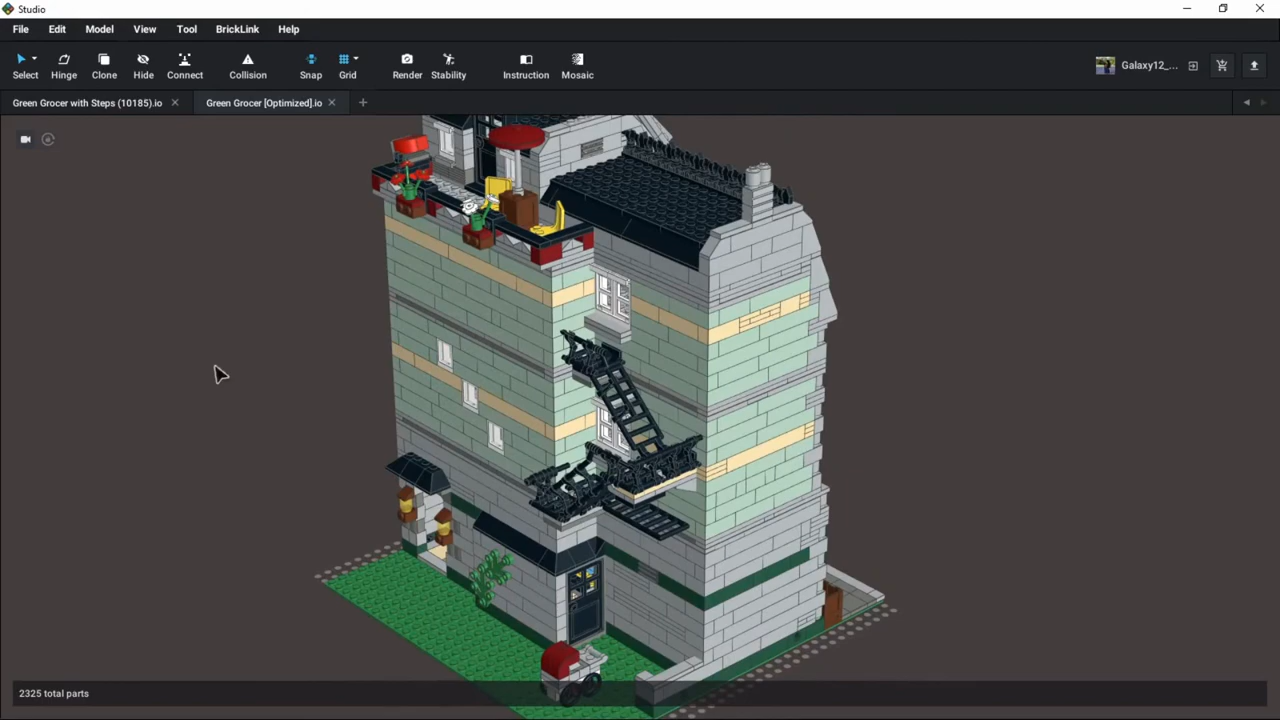 Studio
File Edit Model View Tool BrickLink Help
Select Hinge Clone Hide Connect Collision Snap Grid Render Stability Instruction Mosaic Galaxy12_...
Green Grocer with Steps (10185).io Green Grocer [Optimized].io
2325 total parts